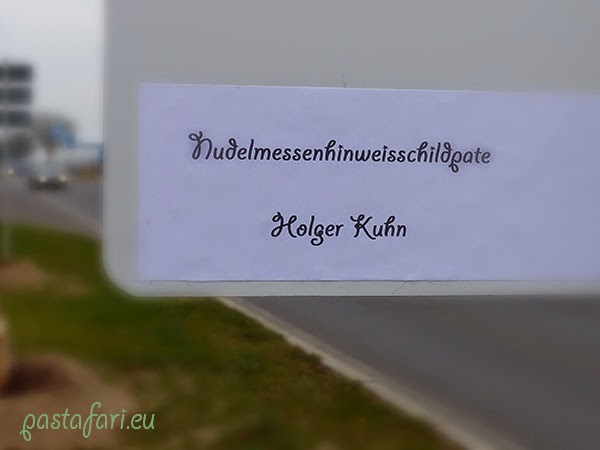 Nudelmessenhinweisschildpate
Holger Kuhn
pastafari.eu